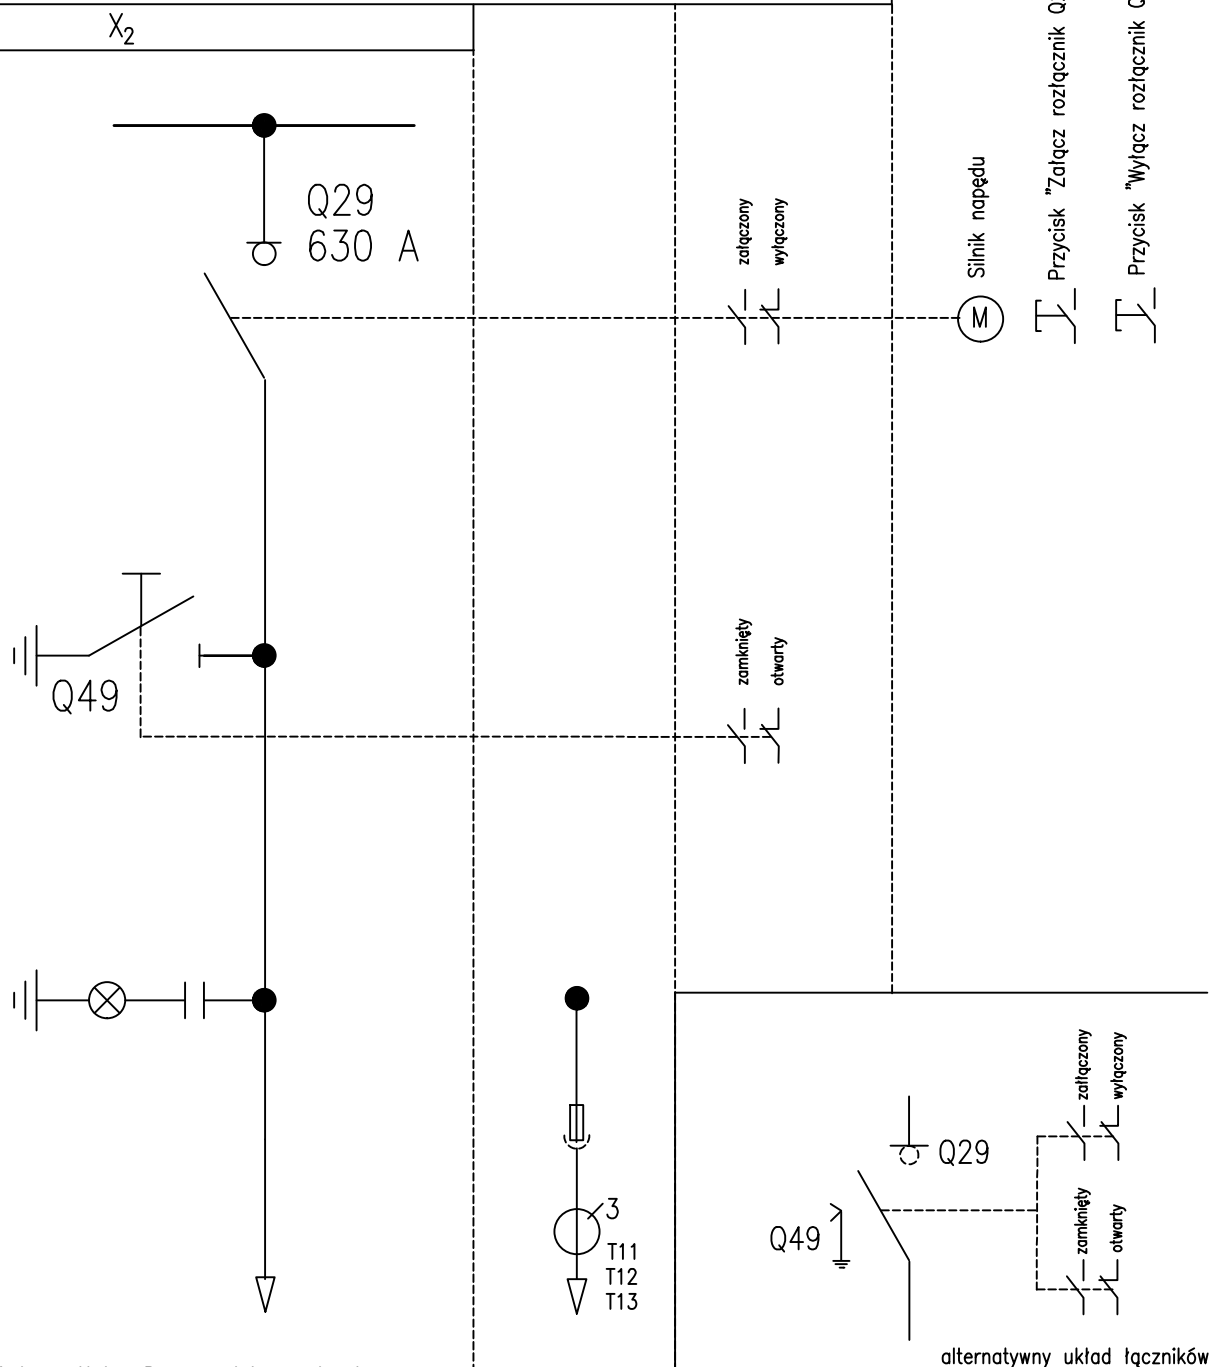 X2
Q29
630 A
załączony
wyłączony
Silnik napędu
M
Przycisk "Załącz rozłącznik
Przycisk "Wyłącz rozłącznik
Q49
zamknięty
otwarty
3
T11
T12
T13
Q29
Q49
zatłączony
wyłączony
zamknięty
otwarty
alternatywny układ łączników